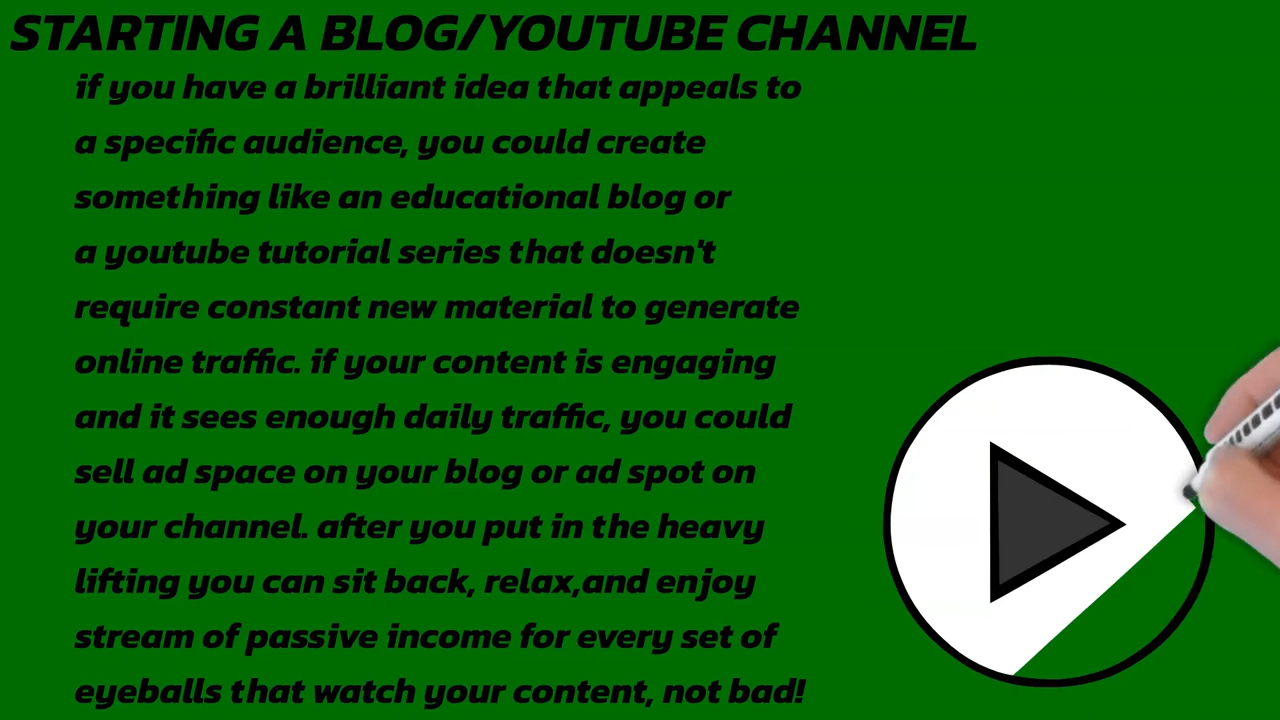 STARTING A BLOG/YOUTUBE CHANNEL
if you have a brilliant idea that appeals to
a specific audience, you could create
something like an educational blog or
a youtube tutorial series that doesn't
require constant new material to generate
online traffic. if your content is engaging
and it sees enough daily traffic, you could
sell ad space on your blog or ad spot on
your channel. after you put in the heavy
lifting you can sit back, relax,and enjoy
stream of passive income for every set of
eyeballs that watch your content, not bad!